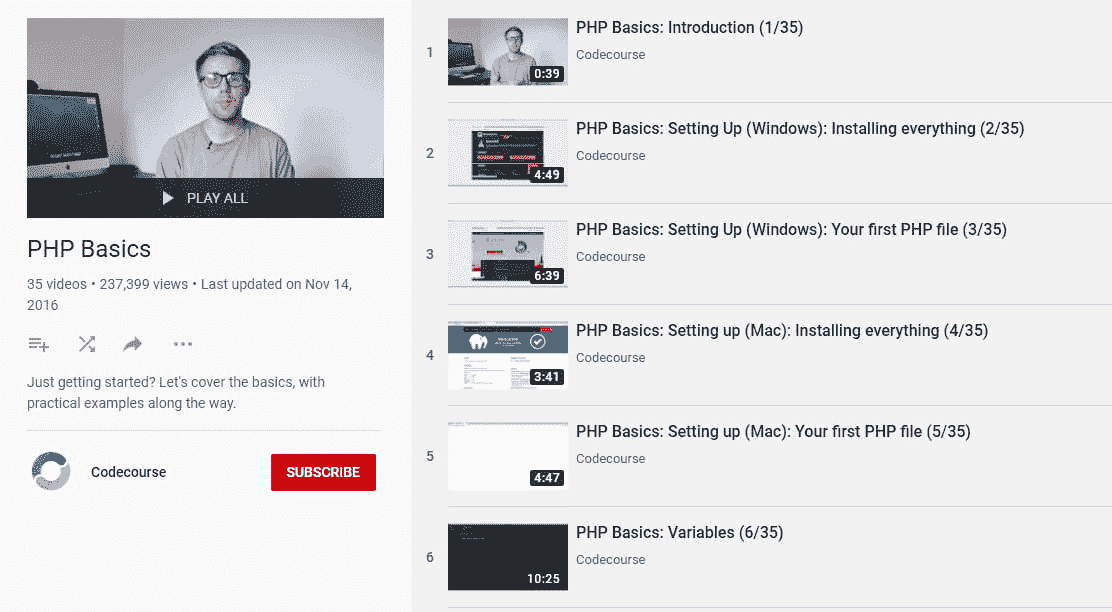 PLAY ALL
PHP Basics
35 videos • 237,399 views • Last updated on Nov 14,
2016
Just getting started? Let's cover the basics, with
practical examples along the way.
Codecourse
SUBSCRIBE
1
0:39
PHP Basics: Introduction (1/35)
Codecourse
2
4:49
PHP Basics: Setting Up (Windows): Installing everything (2/35)
Codecourse
3
6:39
PHP Basics: Setting Up (Windows): Your first PHP file (3/35)
Codecourse
4
3:41
PHP Basics: Setting up (Mac): Installing everything (4/35)
Codecourse
5
4:47
PHP Basics: Setting up (Mac): Your first PHP file (5/35)
Codecourse
6
10:25
PHP Basics: Variables (6/35)
Codecourse